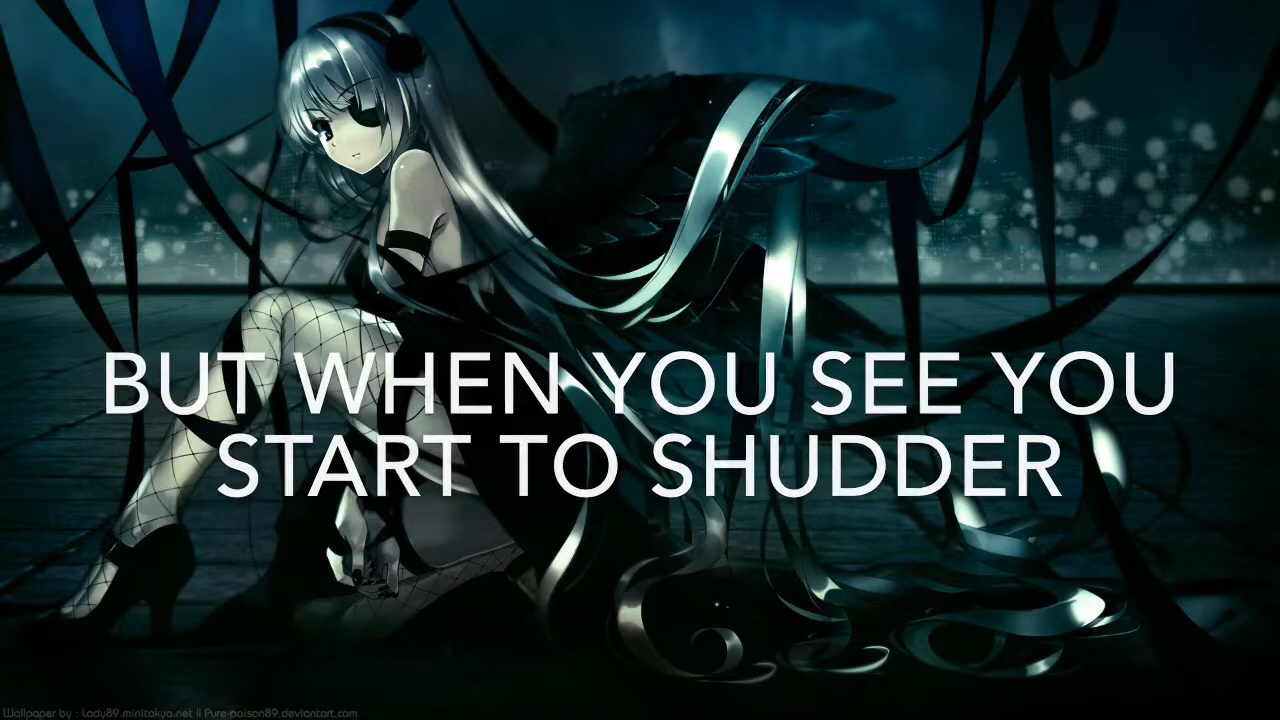 BUT WHEN YOU SEE YOU
START TO SHUDDER
Wallpaper by : Lady89.minitokyo.net || Pure-poison89.deviantart.com